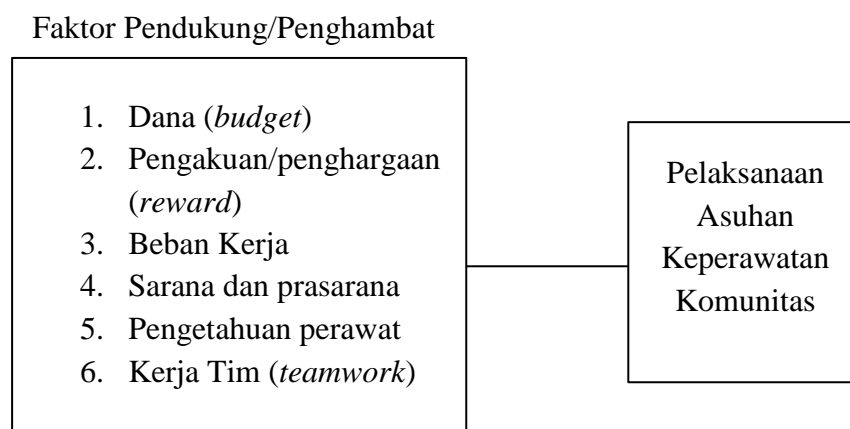 Faktor Pendukung/Penghambat
1. Dana (budget)
2. Pengakuan/penghargaan
(reward)
3. Beban Kerja
4. Sarana dan prasarana
5. Pengetahuan perawat
6. Kerja Tim (teamwork)
Pelaksanaan
Asuhan
Keperawatan
Komunitas